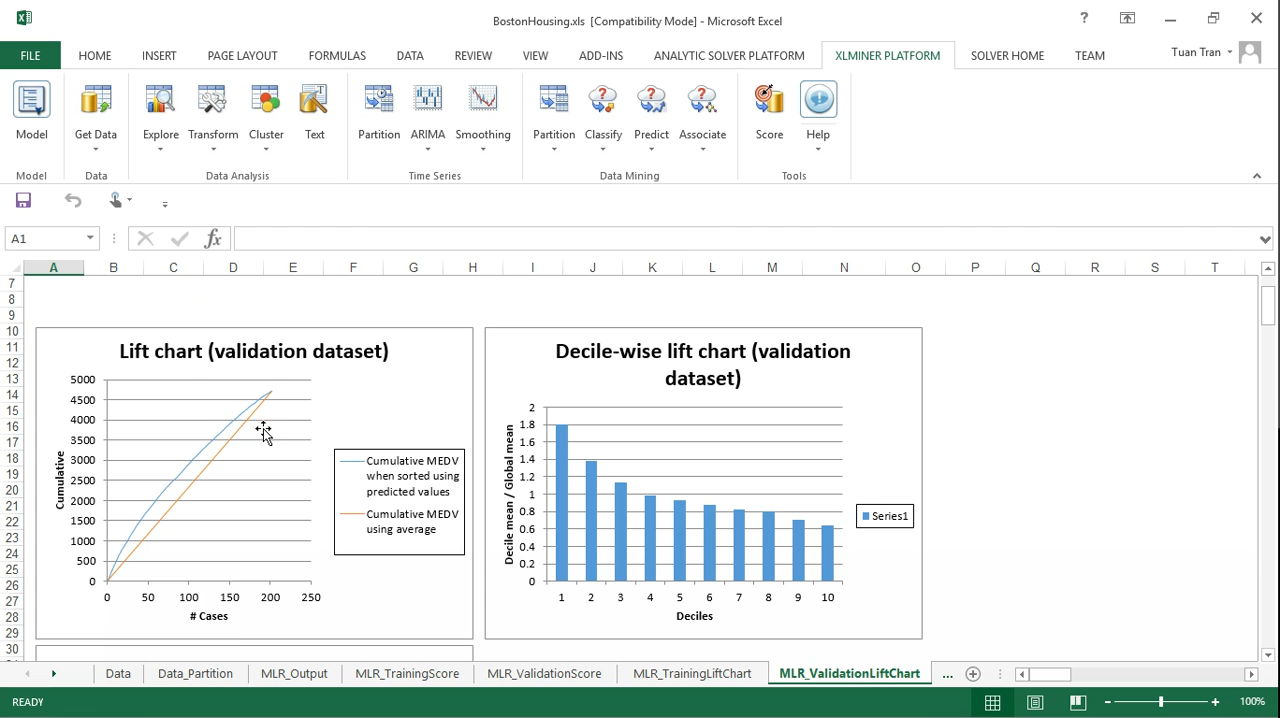 BostonHousing.xls [Compatibility Mode] - Microsoft Excel
?
FILE HOME INSERT PAGE LAYOUT FORMULAS DATA REVIEW VIEW ADD-INS ANALYTIC SOLVER PLATFORM XLMINER PLATFORM SOLVER HOME TEAM Tuan Tran
Model Get Data Explore Transform Cluster Text Partition ARIMA Smoothing Partition Classify Predict Associate Score Help
Model Data Data Analysis Time Series Data Mining Tools
A1 fx
A B C D E F G H I J K L M N O P Q R S T
7
8
9
10
11
12
13
14
15
16
17
18
19
20
21
22
23
24
25
26
27
28
29
30
Lift chart (validation dataset)
5000
4500
4000
3500
3000
2500
2000
1500
1000
500
0
Cumulative
0 50 100 150 200 250
# Cases
Cumulative MEDV
when sorted using
predicted values
Cumulative MEDV
using average
Decile-wise lift chart (validation
dataset)
2
1.8
1.6
1.4
1.2
1
0.8
0.6
0.4
0.2
0
Decile mean / Global mean
1 2 3 4 5 6 7 8 9 10
Deciles
Series1
Data Data_Partition MLR_Output MLR_TrainingScore MLR_ValidationScore MLR_TrainingLiftChart MLR_ValidationLiftChart ...
READY 100%